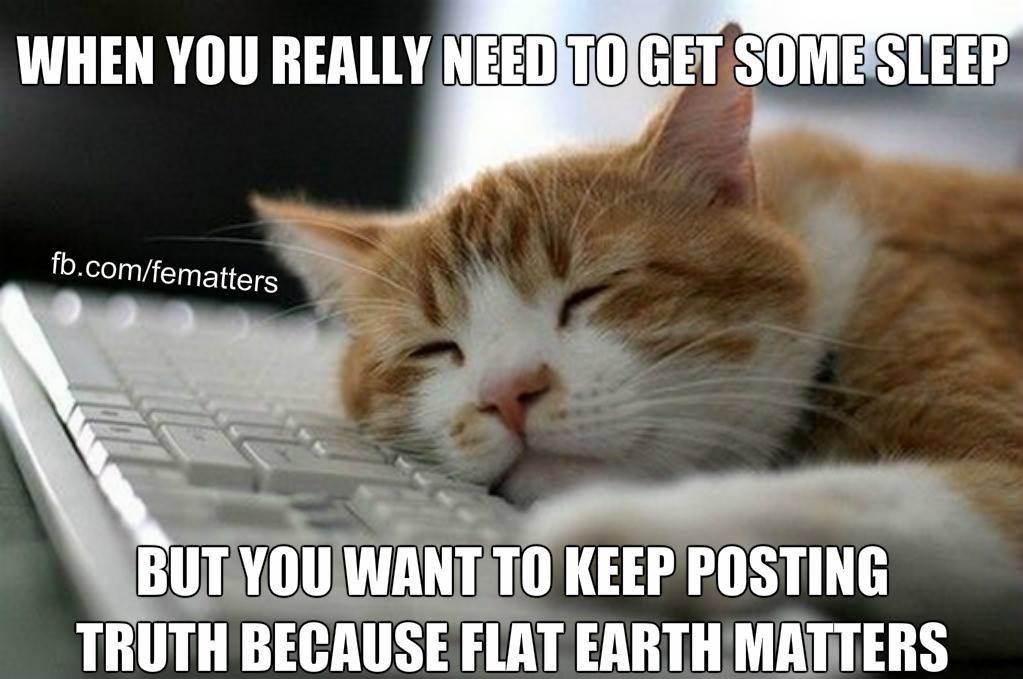 WHEN YOU REALLY NEED TO GET SOME SLEEP
fb.com/fematters
BUT YOU WANT TO KEEP POSTING
TRUTH BECAUSE FLAT EARTH MATTERS